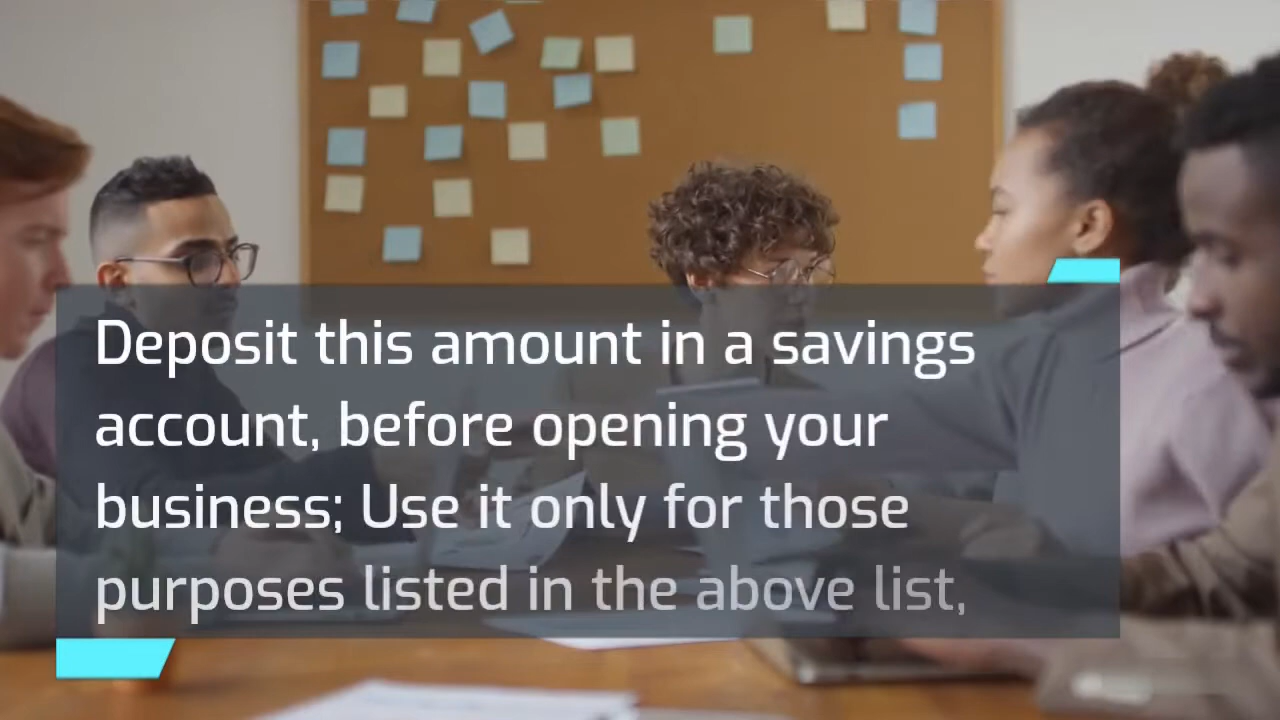 Deposit this amount in a savings
account, before opening your
business; Use it only for those
purposes listed in the above list,